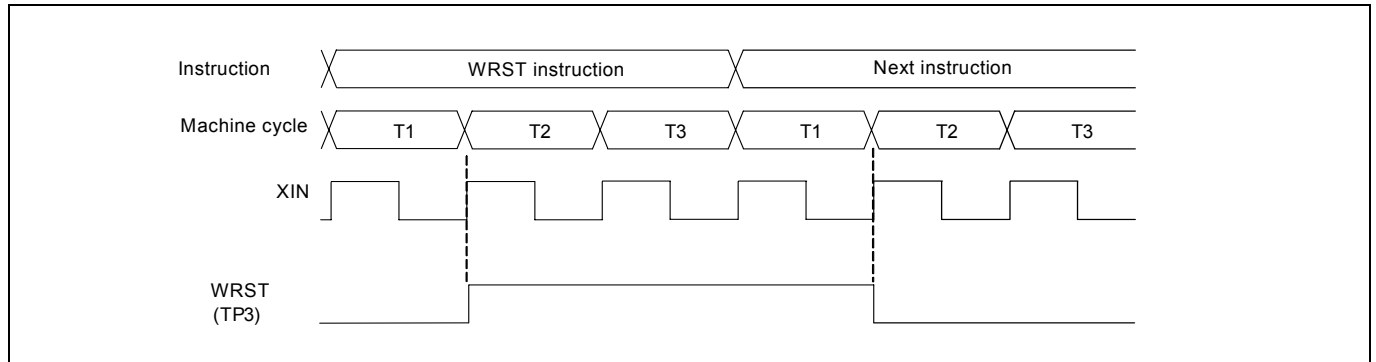 Instruction WRST instruction Next instruction
Machine cycle T1 T2 T3 T1 T2 T3
XIN
WRST
(TP3)